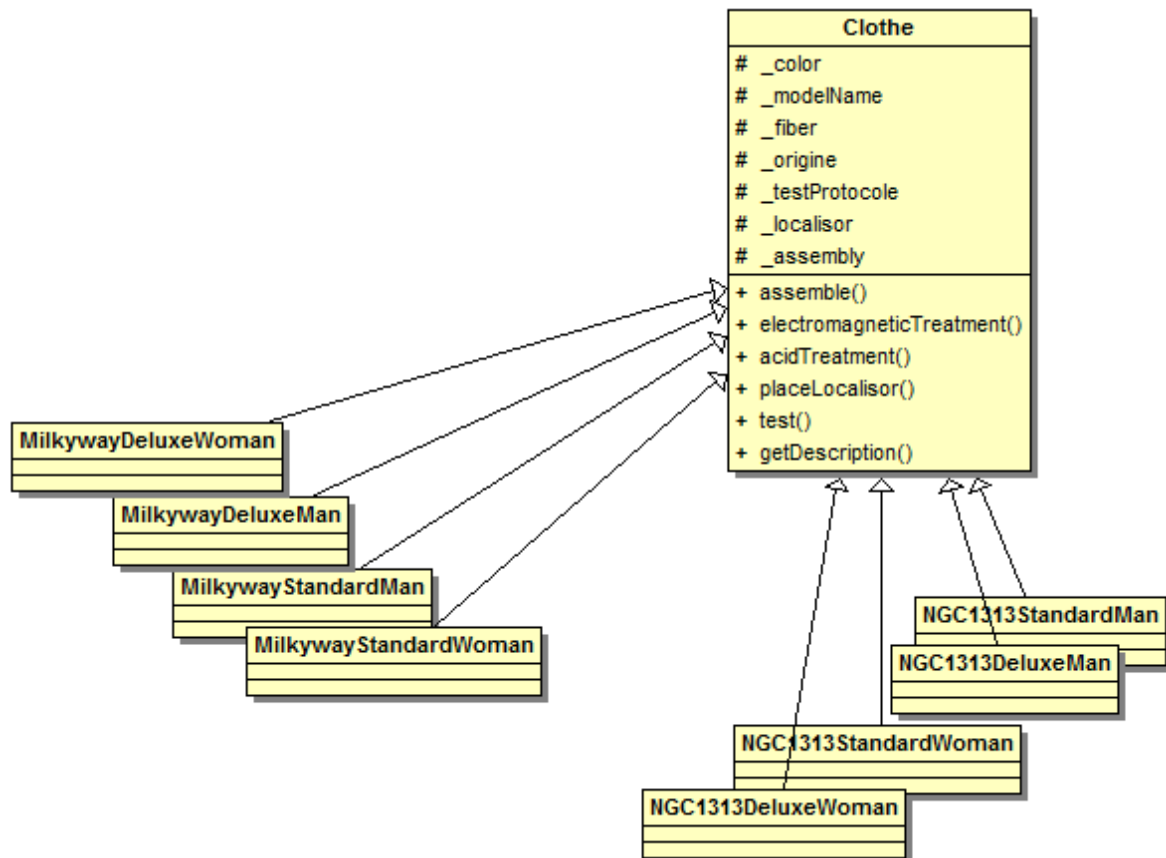 Clothe
# _color
# _modelName
# _fiber
# _origine
# _testProtocole
# _localisor
# _assembly
+ assemble()
+ electromagneticTreatment()
+ acidTreatment()
+ placeLocalisor()
+ test()
+ getDescription()
MilkywayDeluxeWoman
MilkywayDeluxeMan
MilkywayStandardMan
MilkywayStandardWoman
NGC1313StandardMan
NGC1313DeluxeMan
NGC1313StandardWoman
NGC1313DeluxeWoman